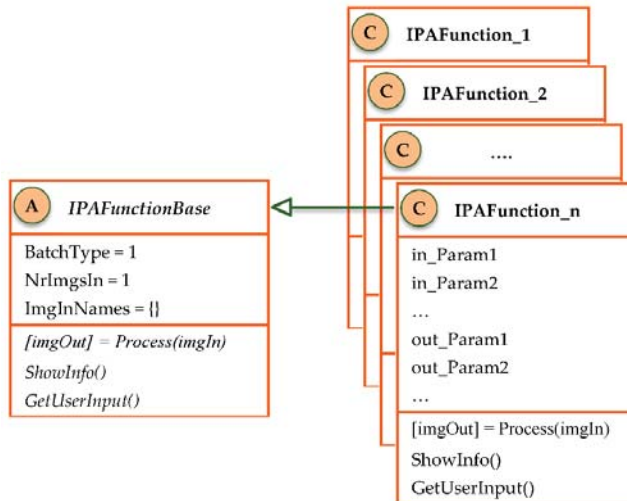 C IPAFunction_1
C IPAFunction_2
C ....
A IPAFunctionBase
BatchType = 1
NrImgsIn = 1
ImgInNames = {}
[imgOut] = Process(imgIn)
ShowInfo()
GetUserInput()
C IPAFunction_n
in_Param1
in_Param2
...
out_Param1
out_Param2
...
[imgOut] = Process(imgIn)
ShowInfo()
GetUserInput()